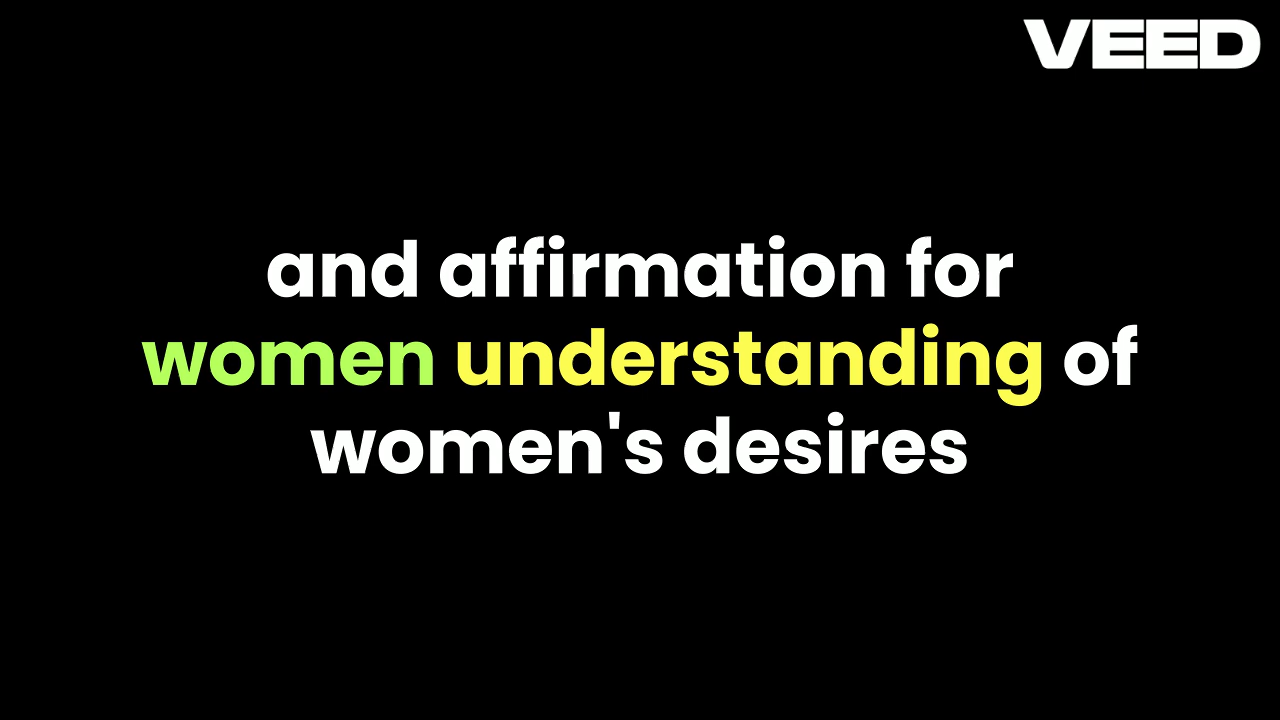 VEED
and affirmation for
women understanding of
women's desires